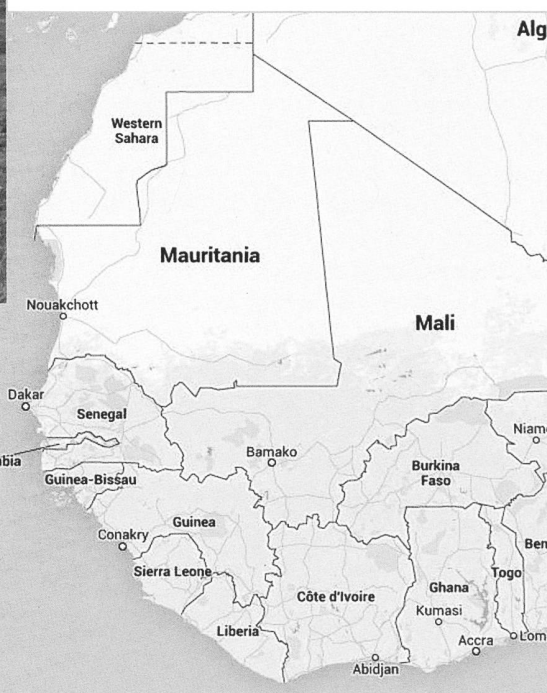 Alg
Western
Sahara
Mauritania
Nouakchott
Mali
Dakar
Senegal
Niam
bia
Bamako
Burkina
Faso
Guinea-Bissau
Guinea
Conakry
Ben
Sierra Leone
Togo
Côte d'Ivoire
Ghana
Kumasi
Liberia
Lom
Accra
Abidjan